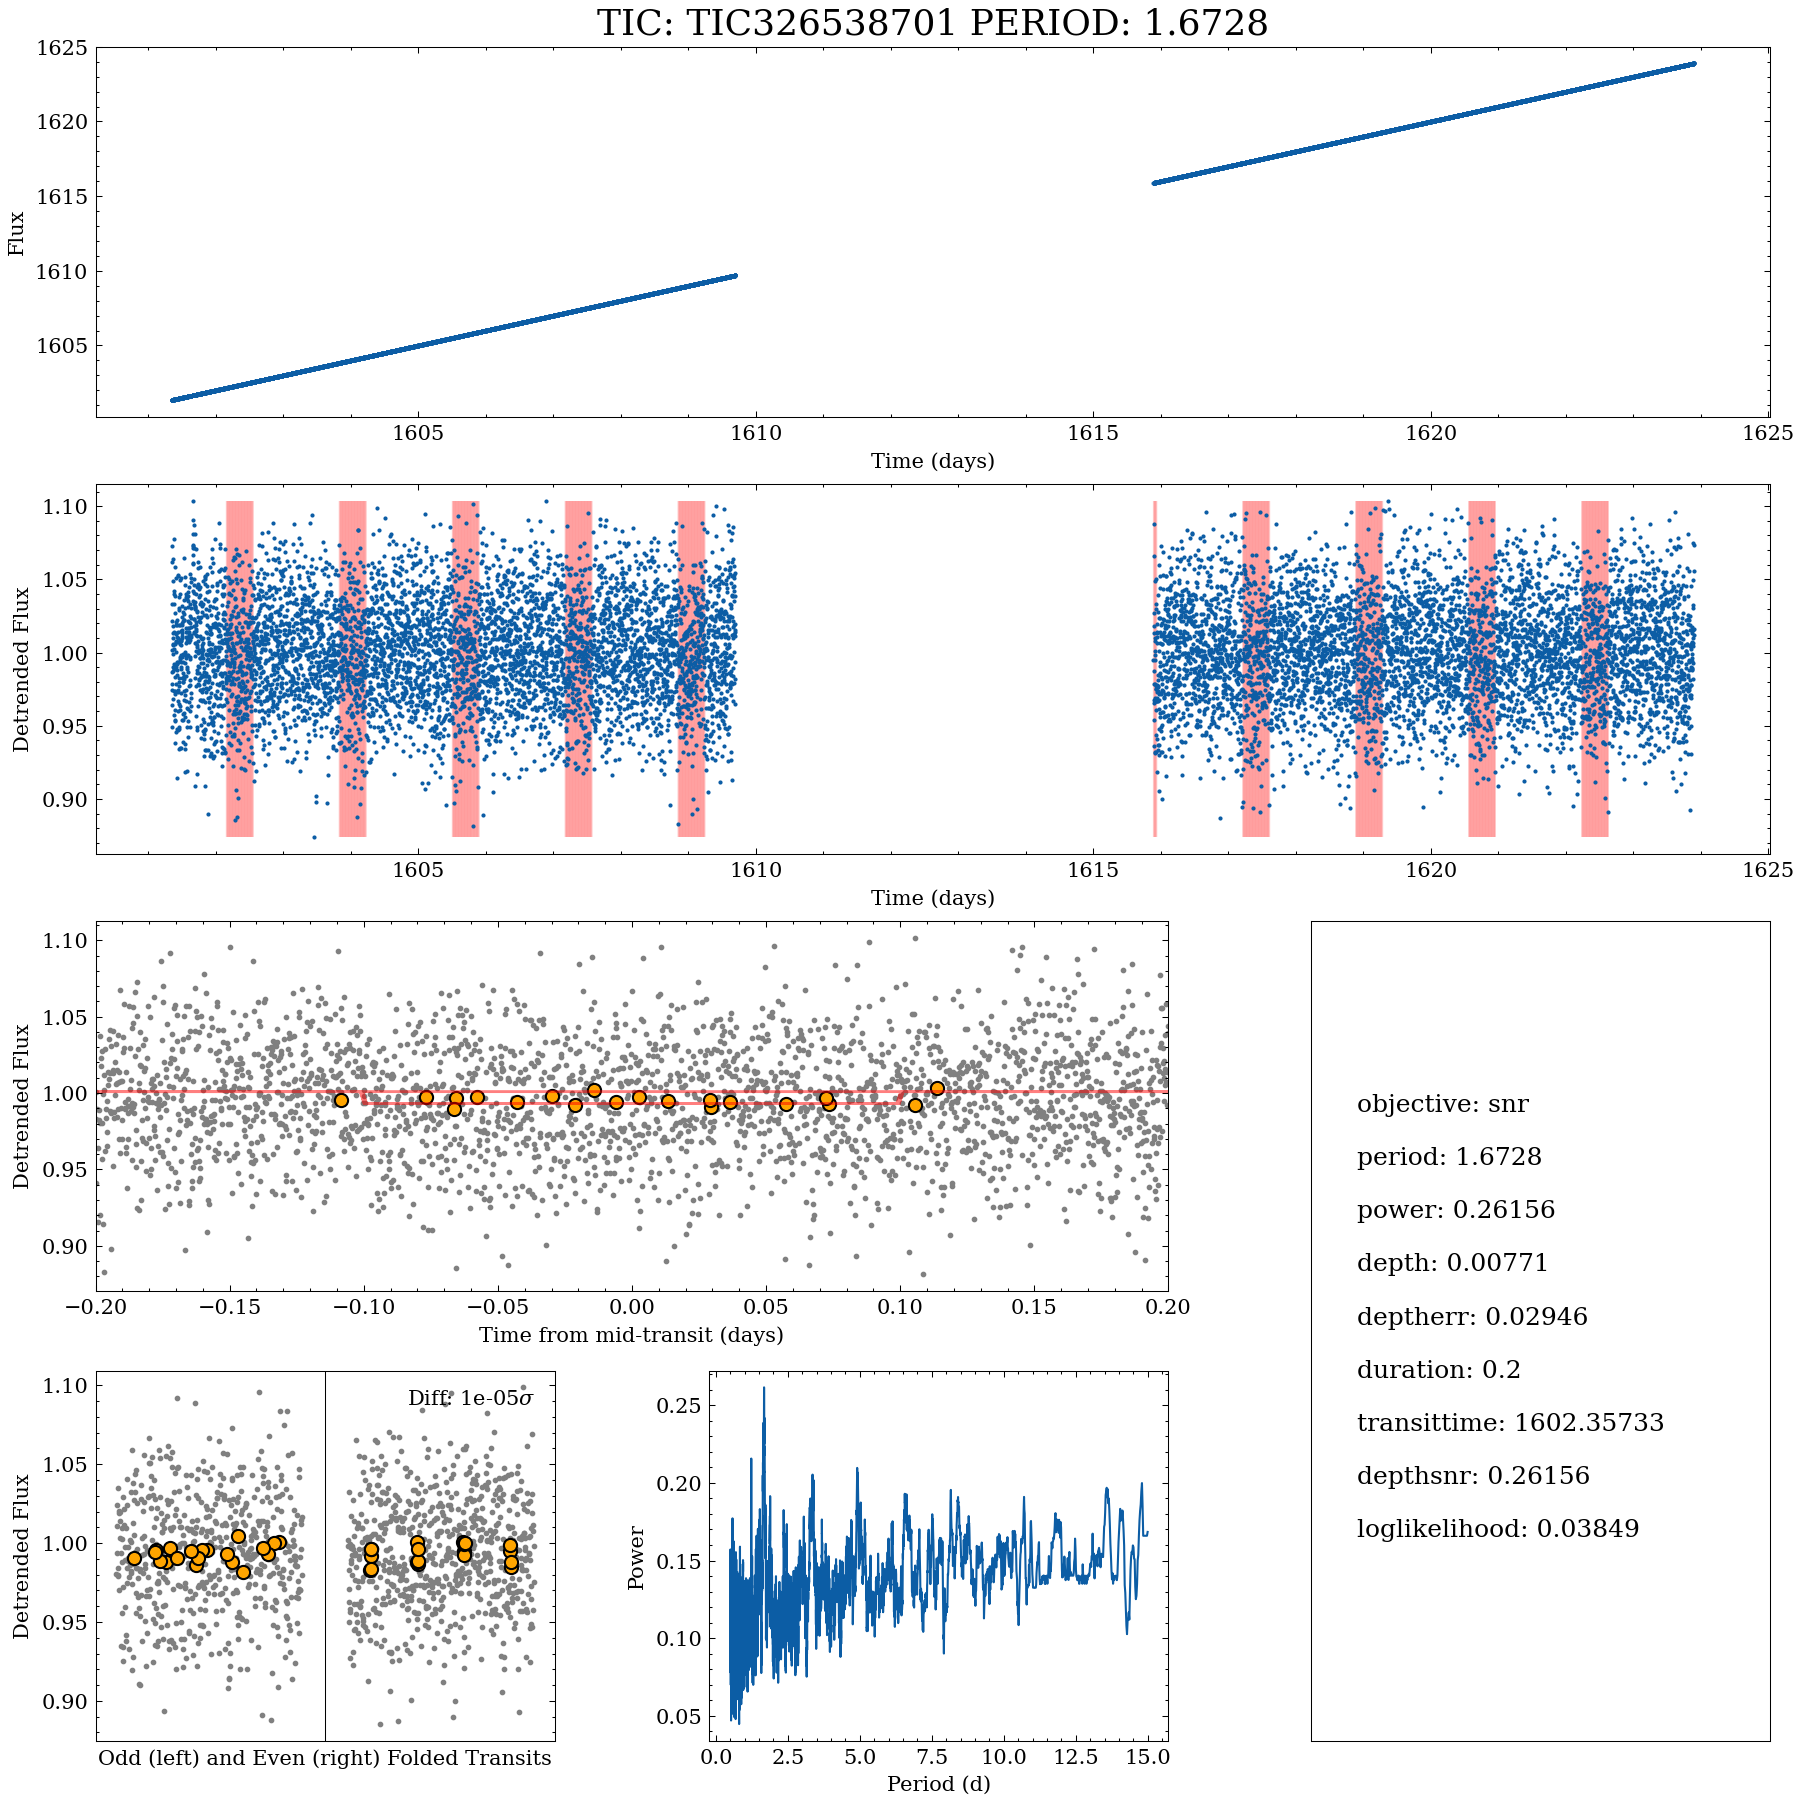 TIC: TIC326538701 PERIOD: 1.6728
1625
1620
1615
1610
1605
Flux
1605 1610 1615 1620 1625
Time (days)
1.10
1.05
1.00
0.95
0.90
Detrended Flux
1605 1610 1615 1620 1625
Time (days)
1.10
1.05
1.00
0.95
0.90
Detrended Flux
−0.20 −0.15 −0.10 −0.05 0.00 0.05 0.10 0.15 0.20
Time from mid-transit (days)
objective: snr
period: 1.6728
power: 0.26156
depth: 0.00771
deptherr: 0.02946
duration: 0.2
transittime: 1602.35733
depthsnr: 0.26156
loglikelihood: 0.03849
Diff: 1e-05σ
1.10
1.05
1.00
0.95
0.90
Detrended Flux
Odd (left) and Even (right) Folded Transits
0.25
0.20
0.15
0.10
0.05
Power
0.0 2.5 5.0 7.5 10.0 12.5 15.0
Period (d)